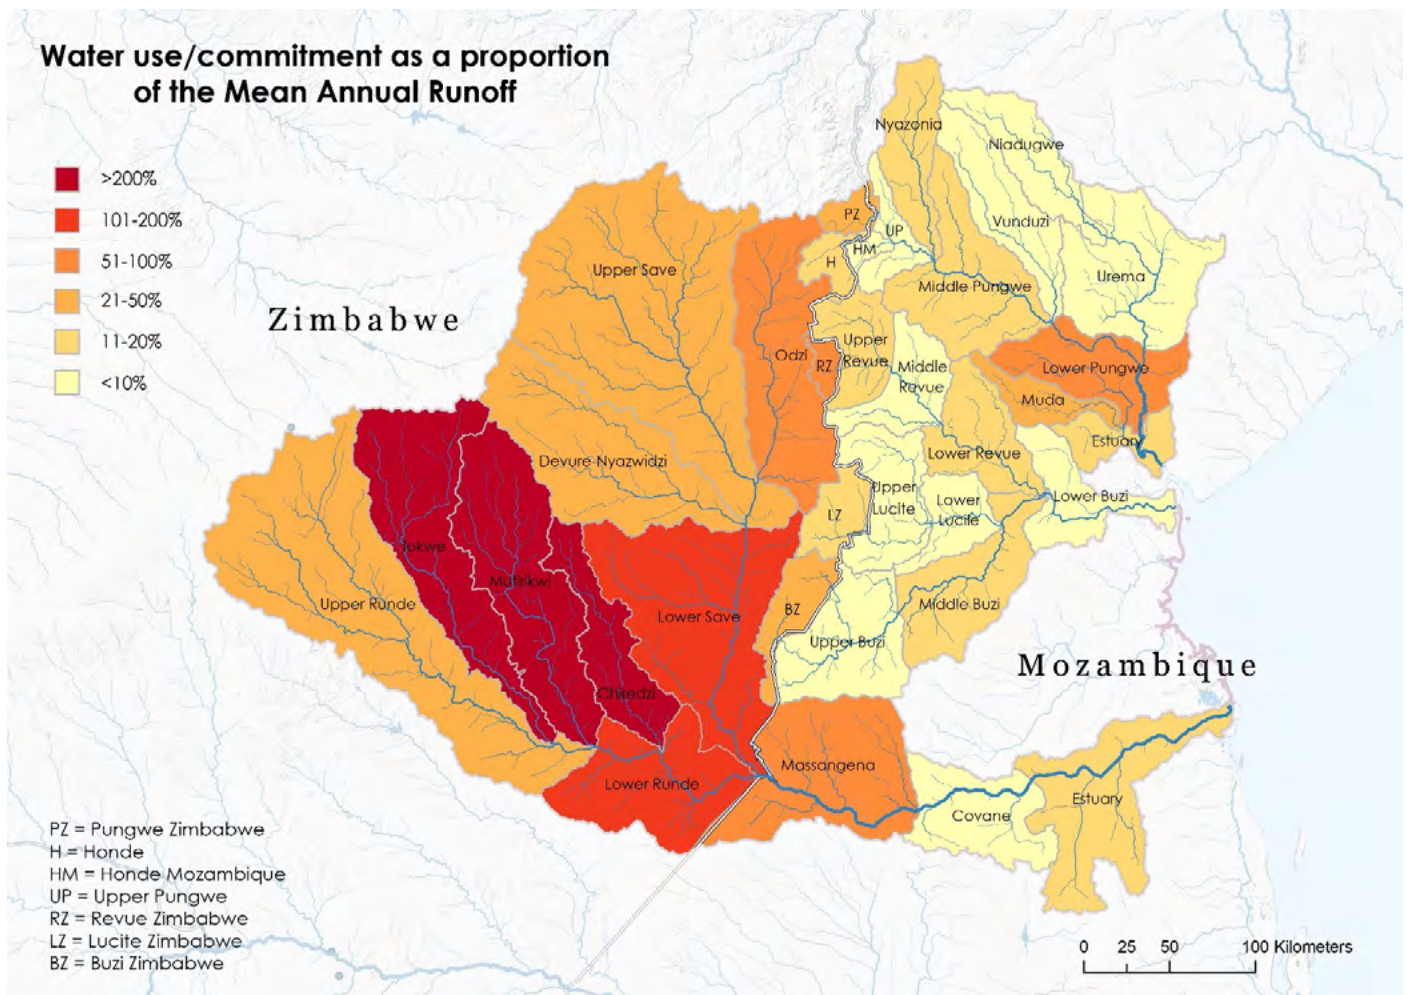 Water use/commitment as a proportion
of the Mean Annual Runoff
>200%
101-200%
51-100%
21-50%
11-20%
<10%
Zimbabwe
Mozambique
Nyazonia
Niadugwe
Vunduzi
Urema
PZ
UP
HM
H
Upper Save
Middle Pungwe
Odzi
RZ
Upper
Revue
Middle
Revue
Lower Pungwe
Muda
Estuary
Devure-Nyazwidzi
Lower Revue
Upper
Lucite
Lower
Lucite
Lower Buzi
LZ
Tokwe
Mutirikwi
Upper Runde
Lower Save
BZ
Middle Buzi
Upper Buzi
Chiredzi
Lower Runde
Massangena
Covane
Estuary
PZ = Pungwe Zimbabwe
H = Honde
HM = Honde Mozambique
UP = Upper Pungwe
RZ = Revue Zimbabwe
LZ = Lucite Zimbabwe
BZ = Buzi Zimbabwe
0 25 50 100 Kilometers